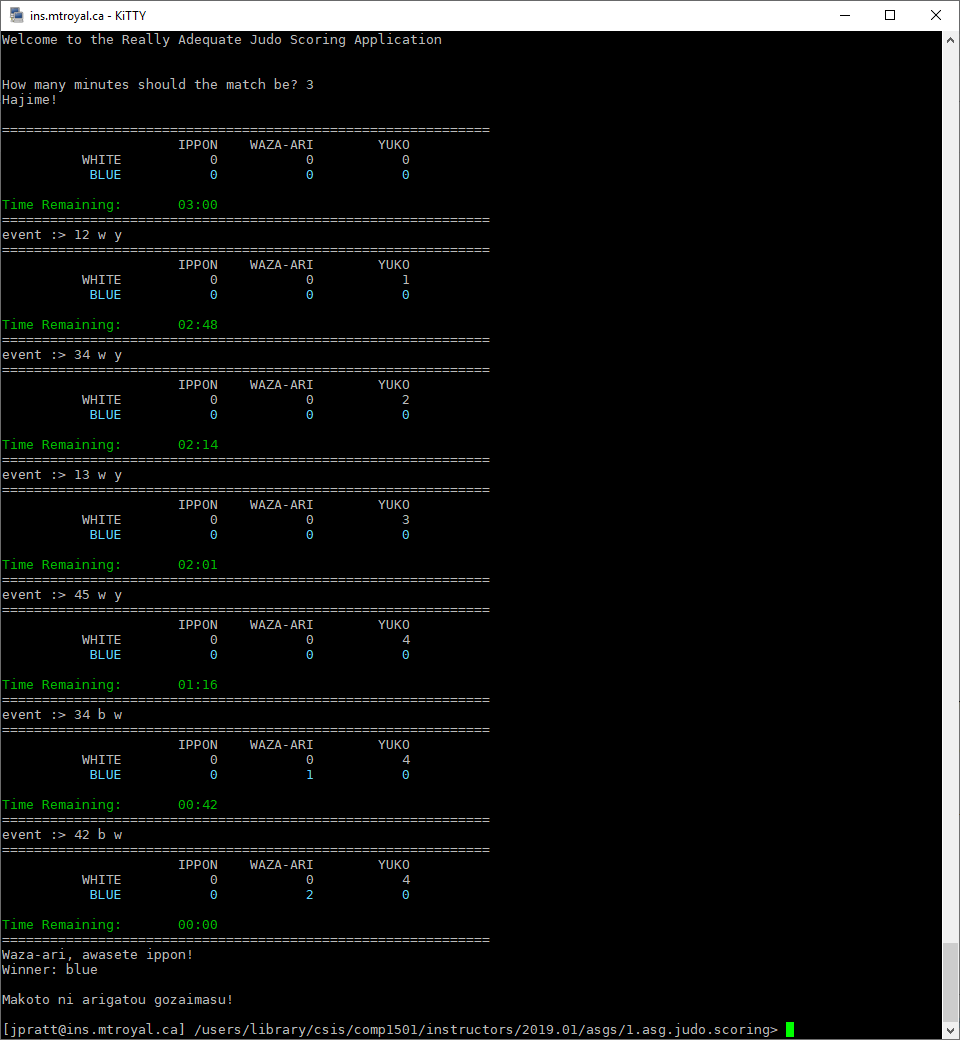 ins.mtroyal.ca - KiTTY
Welcome to the Really Adequate Judo Scoring Application
How many minutes should the match be? 3
Hajime!
=============================================================
IPPON    WAZA-ARI        YUKO
WHITE           0           0           0
BLUE           0           0           0
Time Remaining:       03:00
=============================================================
event :> 12 w y
=============================================================
IPPON    WAZA-ARI        YUKO
WHITE           0           0           1
BLUE           0           0           0
Time Remaining:       02:48
=============================================================
event :> 34 w y
=============================================================
IPPON    WAZA-ARI        YUKO
WHITE           0           0           2
BLUE           0           0           0
Time Remaining:       02:14
=============================================================
event :> 13 w y
=============================================================
IPPON    WAZA-ARI        YUKO
WHITE           0           0           3
BLUE           0           0           0
Time Remaining:       02:01
=============================================================
event :> 45 w y
=============================================================
IPPON    WAZA-ARI        YUKO
WHITE           0           0           4
BLUE           0           0           0
Time Remaining:       01:16
=============================================================
event :> 34 b w
=============================================================
IPPON    WAZA-ARI        YUKO
WHITE           0           0           4
BLUE           0           1           0
Time Remaining:       00:42
=============================================================
event :> 42 b w
=============================================================
IPPON    WAZA-ARI        YUKO
WHITE           0           0           4
BLUE           0           2           0
Time Remaining:       00:00
=============================================================
Waza-ari, awasete ippon!
Winner: blue
Makoto ni arigatou gozaimasu!
[jpratt@ins.mtroyal.ca] /users/library/csis/comp1501/instructors/2019.01/asgs/1.asg.judo.scoring>